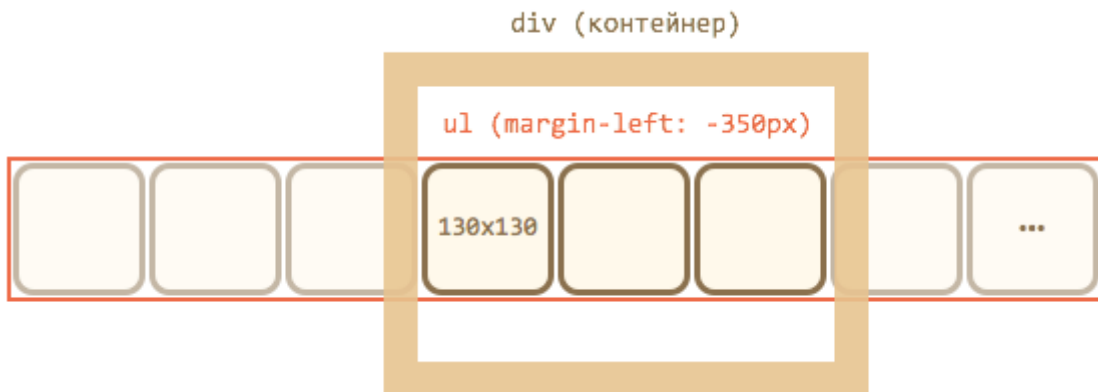 div (контейнер)
ul (margin-left: -350px)
130x130
...